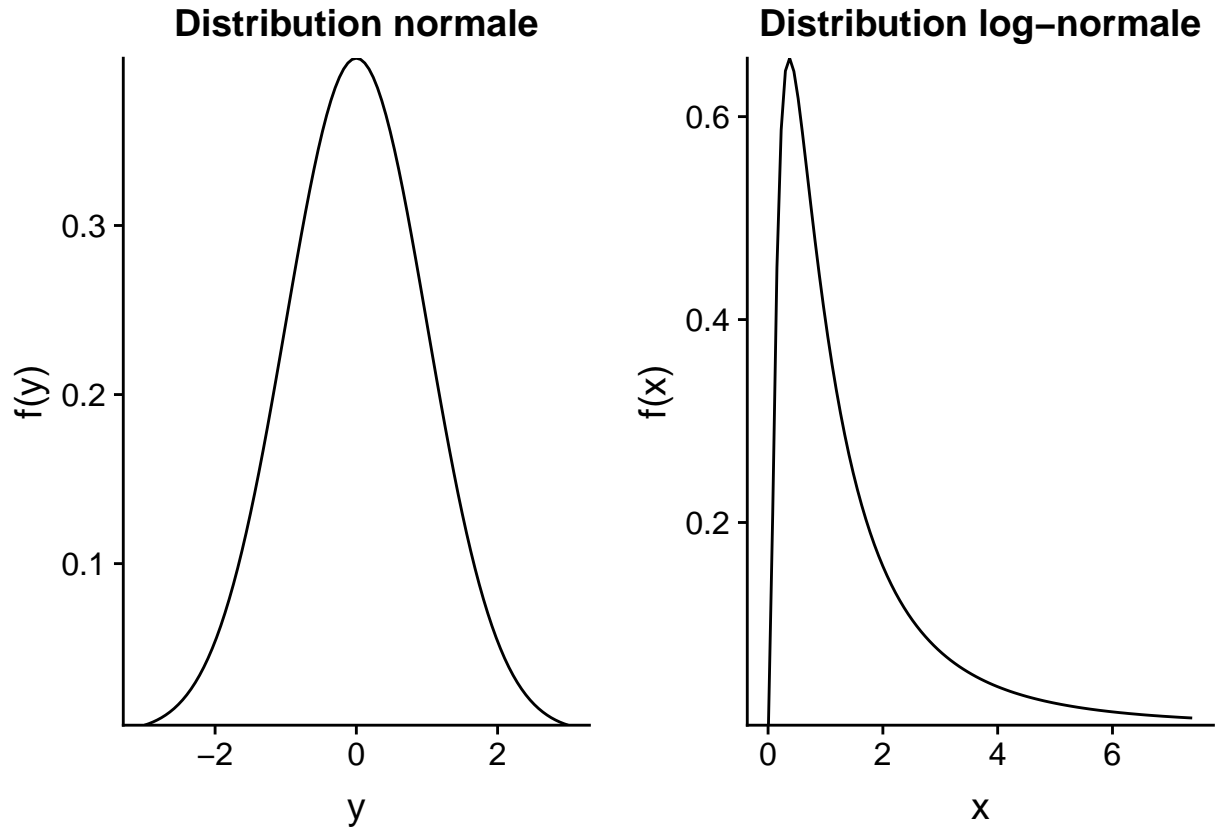 Distribution normale
0.3
0.2
0.1
f(y)
−2 0 2
y
Distribution log−normale
0.6
0.4
0.2
f(x)
0 2 4 6
x